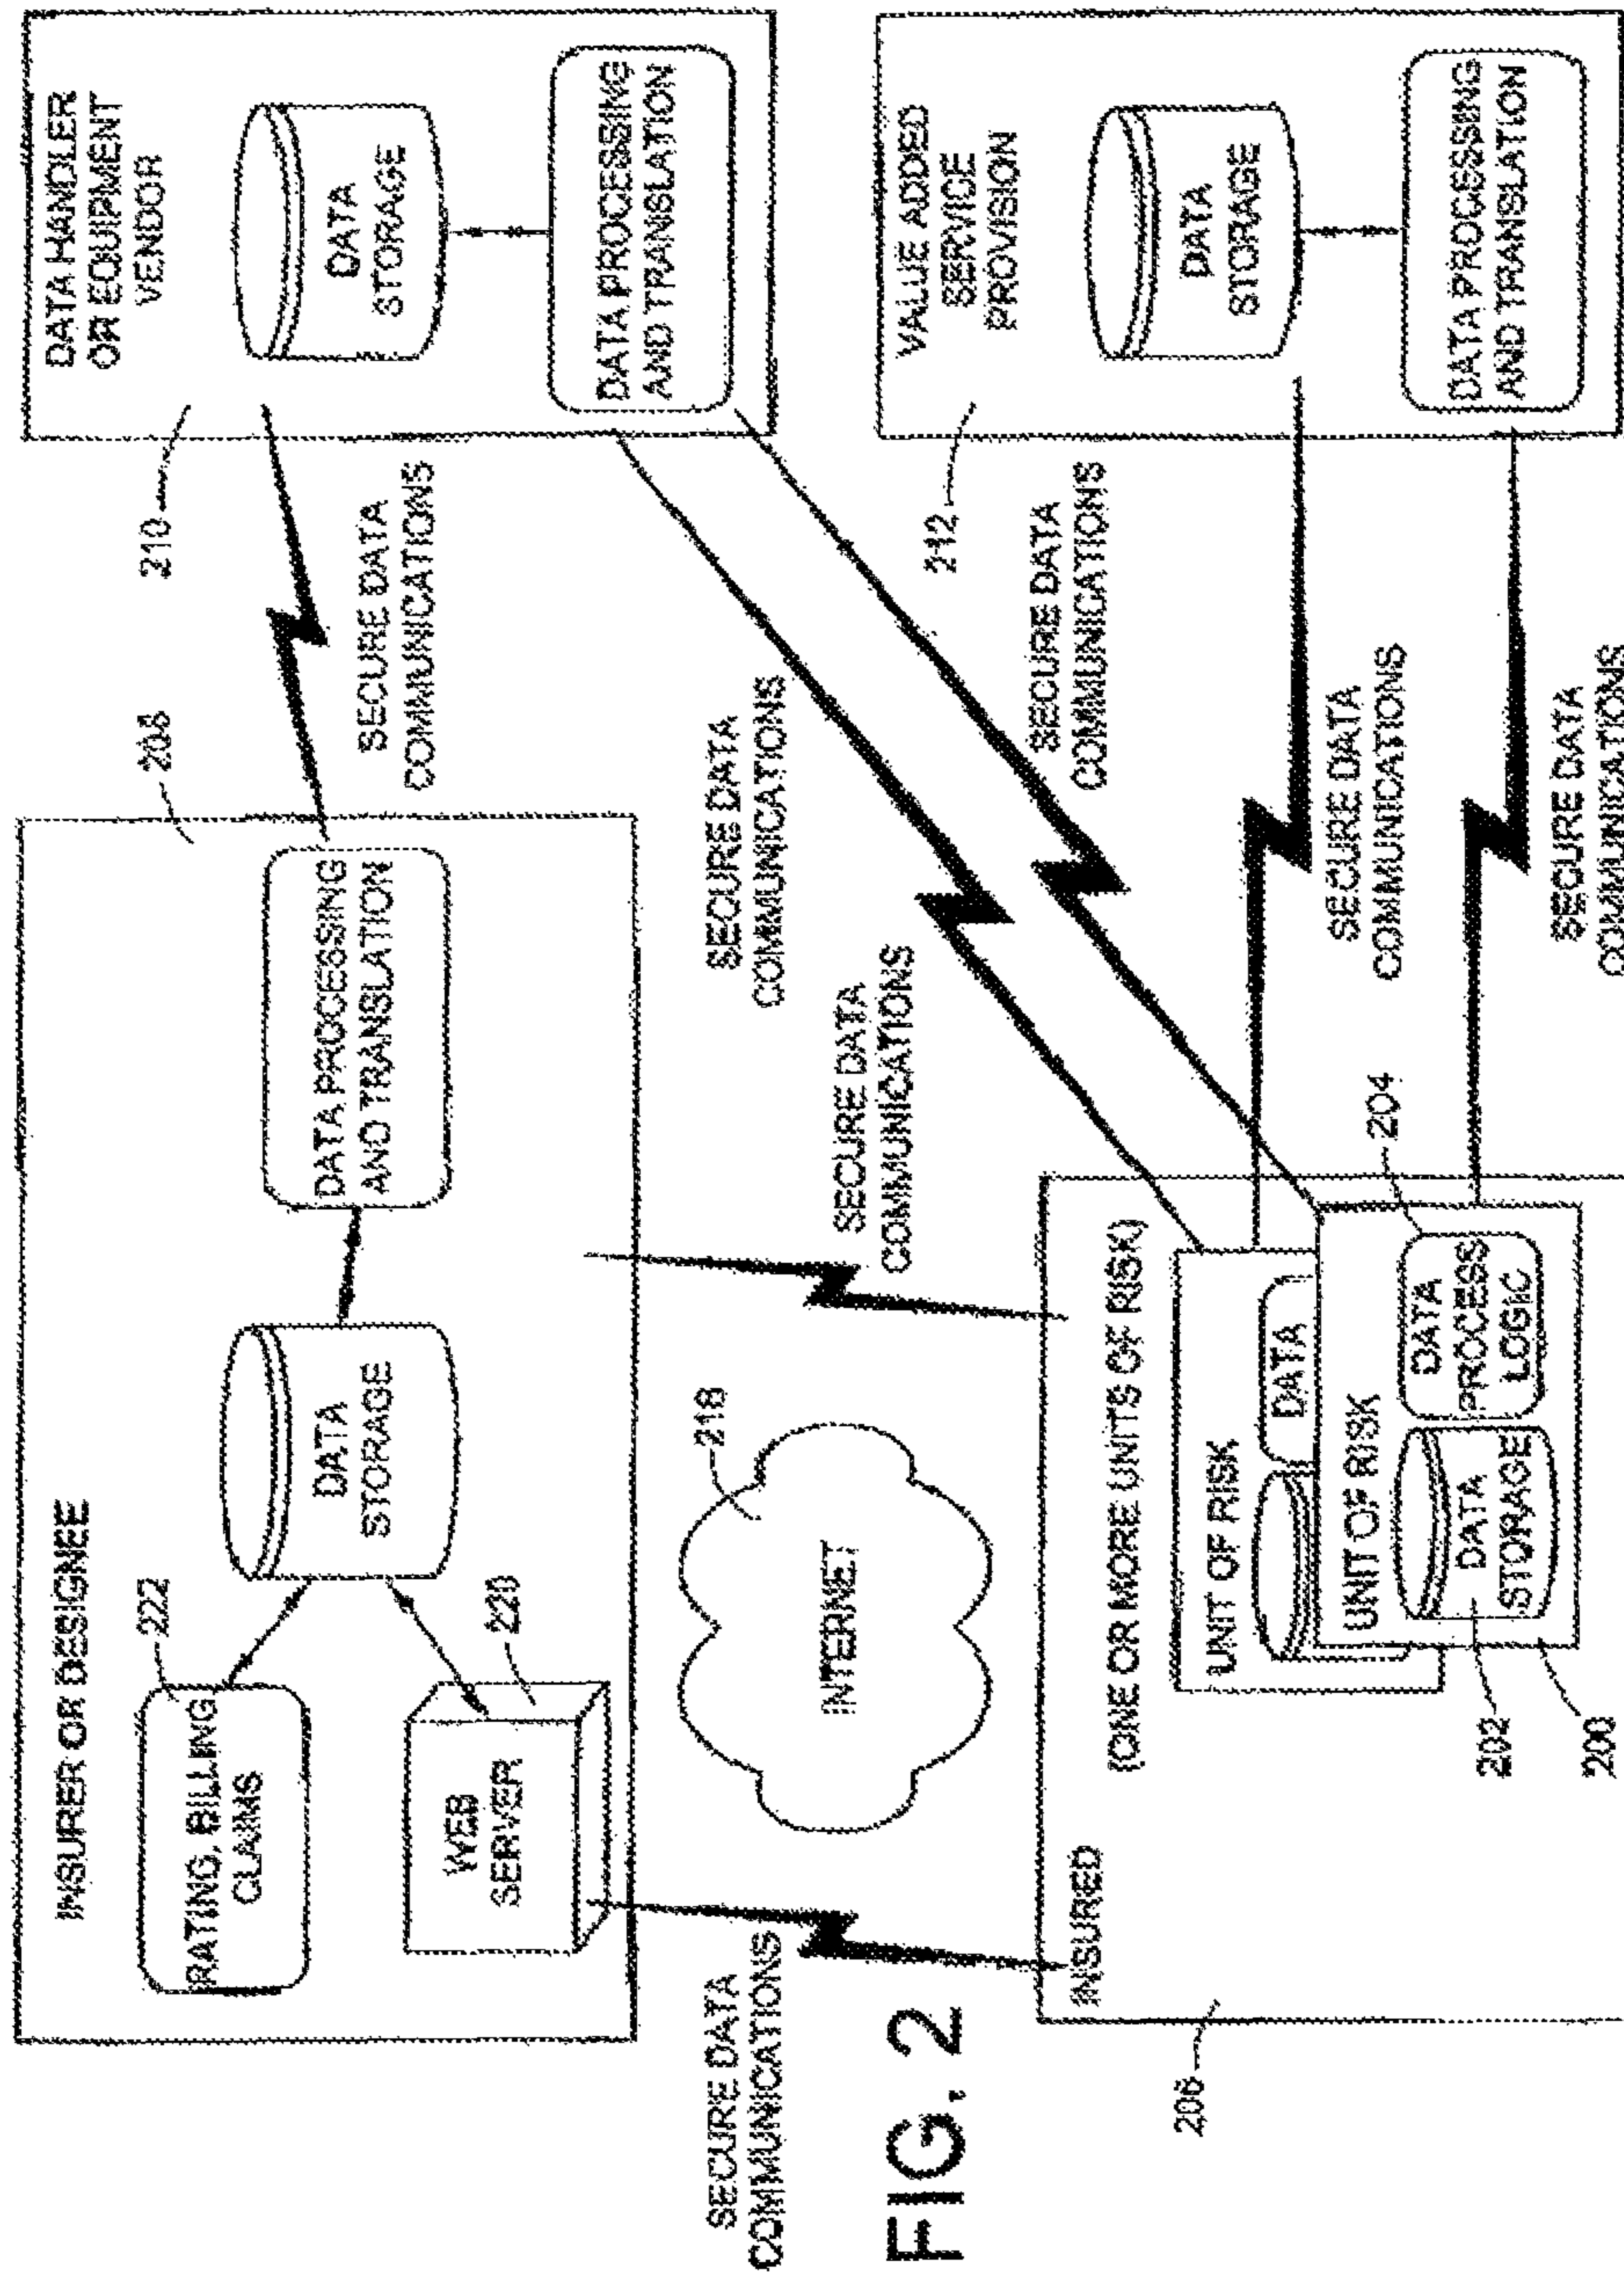 INSURER OR DESIGNEE
RATING, BILLING
CLAIMS
222
WEB
SERVER
220
DATA
STORAGE
DATA PROCESSING
AND TRANSLATION
208
SECURE DATA
COMMUNICATIONS
210
DATA HANDLER
OR EQUIPMENT
VENDOR
DATA
STORAGE
DATA PROCESSING
AND TRANSLATION
SECURE DATA
COMMUNICATIONS
INTERNET
218
SECURE DATA
COMMUNICATIONS
SECURE DATA
COMMUNICATIONS
SECURE DATA
COMMUNICATIONS
212
VALUE ADDED
SERVICE
PROVISION
DATA
STORAGE
DATA PROCESSING
AND TRANSLATION
FIG. 2
206
INSURED
(ONE OR MORE UNITS OF RISK)
UNIT OF RISK
DATA
UNIT OF RISK
DATA
STORAGE
DATA
PROCESS
LOGIC
202
200
204
SECURE DATA
COMMUNICATIONS
SECURE DATA
COMMUNICATIONS